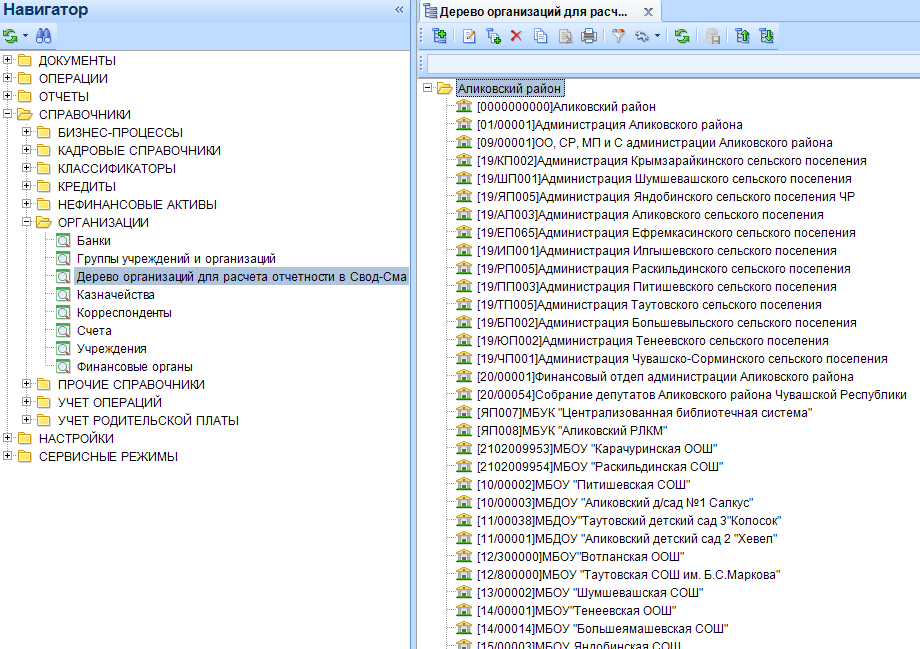 Навигатор
ДОКУМЕНТЫ
ОПЕРАЦИИ
ОТЧЕТЫ
СПРАВОЧНИКИ
БИЗНЕС-ПРОЦЕССЫ
КАДРОВЫЕ СПРАВОЧНИКИ
КЛАССИФИКАТОРЫ
КРЕДИТЫ
НЕФИНАНСОВЫЕ АКТИВЫ
ОРГАНИЗАЦИИ
Банки
Группы учреждений и организаций
Дерево организаций для расчета отчетности в Свод-Сма
Казначейства
Корреспонденты
Счета
Учреждения
Финансовые органы
ПРОЧИЕ СПРАВОЧНИКИ
УЧЕТ ОПЕРАЦИЙ
УЧЕТ РОДИТЕЛЬСКОЙ ПЛАТЫ
НАСТРОЙКИ
СЕРВИСНЫЕ РЕЖИМЫ
Дерево организаций для расч...
Аликовский район
[0000000000]Аликовский район
[01/00001]Администрация Аликовского района
[09/00001]ОО, СР, МП и С администрации Аликовского района
[19/КП002]Администрация Крымзарайкинского сельского поселения
[19/ШП001]Администрация Шумшевашского сельского поселения
[19/ЯП005]Администрация Яндобинского сельского поселения ЧР
[19/АП003]Администрация Аликовского сельского поселения
[19/ЕП065]Администрация Ефремкасинского сельского поселения
[19/ИП001]Администрация Илгышевского сельского поселения
[19/РП005]Администрация Раскильдинского сельского поселения
[19/ПП003]Администрация Питишевского сельского поселения
[19/ТП005]Администрация Таутовского сельского поселения
[19/БП002]Администрация Большевыльского сельского поселения
[19/ЮП002]Администрация Тенеевского сельского поселения
[19/ЧП001]Администрация Чувашско-Сорминского сельского поселения
[20/00001]Финансовый отдел администрации Аликовского района
[20/00054]Собрание депутатов Аликовского района Чувашской Республики
[ЯП007]МБУК "Централизованная библиотечная система"
[ЯП008]МБУК "Аликовский РЛКМ"
[2102009953]МБОУ "Карачуринская ООШ"
[2102009954]МБОУ "Раскильдинская СОШ"
[10/00002]МБОУ "Питишевская СОШ"
[10/00003]МБДОУ "Аликовский д/сад №1 Салкус"
[11/00038]МБДОУ"Таутовский детский сад 3"Колосок"
[11/00001]МБДОУ "Аликовский детский сад 2 "Хевел"
[12/300000]МБОУ"Вотланская ООШ"
[12/800000]МБОУ "Таутовская СОШ им. Б.С.Маркова"
[13/00002]МБОУ "Шумшевашская СОШ"
[14/00001]МБОУ"Тенеевская ООШ"
[14/00014]МБОУ "Большеямашевская СОШ"
[15/00003]МБОУ Яндобинская СОШ